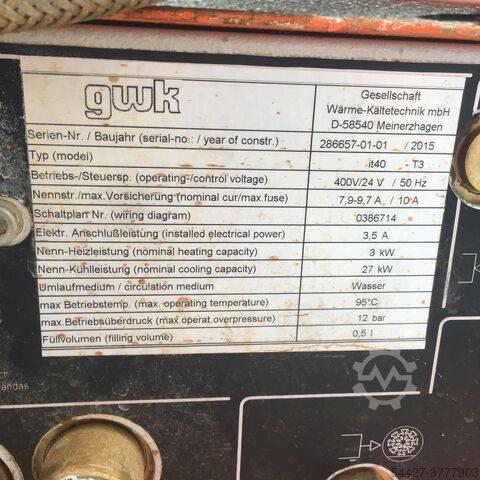 gwk
Gesellschaft
Wärme-Kältetechnik mbH
D-58540 Meinerzhagen
Serien-Nr. / Baujahr (serial-no.: / year of constr.) 286657-01-01 / 2015
Typ (model) it40 - T3
Betriebs-/Steuersp. (operating-/control voltage) 400V/24 V / 50 Hz
Nennstr./max.Vorsicherung (nominal cur/max.fuse) 7,9-9,7 A / 10 A
Schaltplan Nr. (wiring diagram) 0386714
Elektr. Anschlußleistung (installed electrical power) 3,5 A
Nenn-Heizleistung (nominal heating capacity) 3 kW
Nenn-Kühlleistung (nominal cooling capacity) 27 kW
Umlaufmedium / circulation medium Wasser
max Betriebstemp. (max. operating temperature) 95°C
max.Betriebsüberdruck (max.operat.overpressure) 12 bar
Füllvolumen (filling volume) 0,5 l
54427-3777903